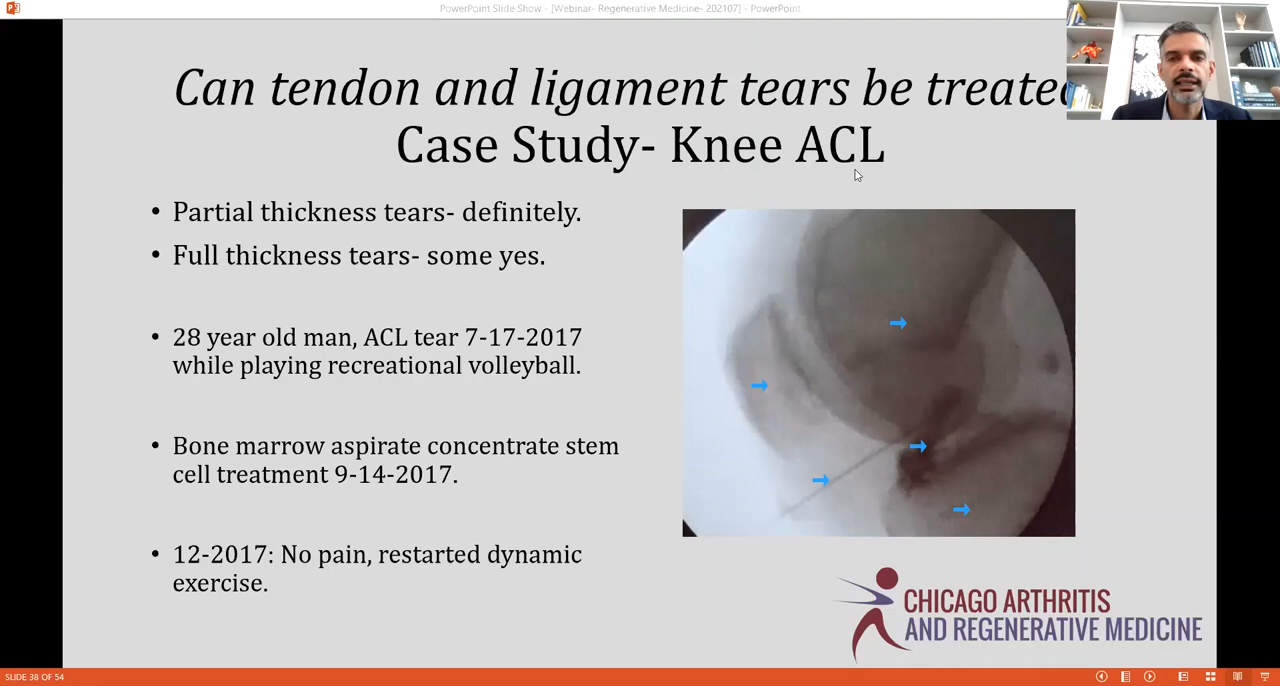 PowerPoint Slide Show - [Webinar- Regenerative Medicine- 202107] - PowerPoint
Can tendon and ligament tears be treated
Case Study- Knee ACL
• Partial thickness tears- definitely.
• Full thickness tears- some yes.
• 28 year old man, ACL tear 7-17-2017
while playing recreational volleyball.
• Bone marrow aspirate concentrate stem
cell treatment 9-14-2017.
• 12-2017: No pain, restarted dynamic
exercise.
CHICAGO ARTHRITIS
AND REGENERATIVE MEDICINE
SLIDE 38 OF 54